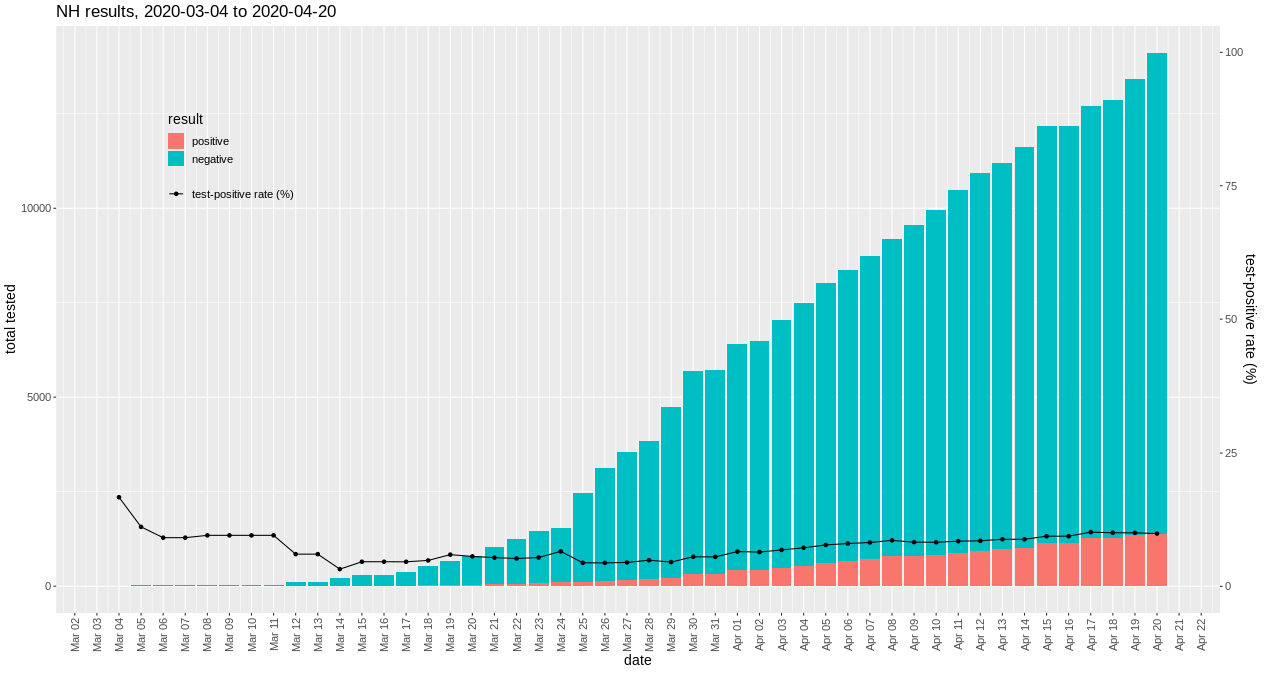 NH results, 2020-03-04 to 2020-04-20
result
positive
negative
test-positive rate (%)
total tested
10000
5000
0
100
75
50
25
0
test-positive rate (%)
Mar 02
Mar 03
Mar 04
Mar 05
Mar 06
Mar 07
Mar 08
Mar 09
Mar 10
Mar 11
Mar 12
Mar 13
Mar 14
Mar 15
Mar 16
Mar 17
Mar 18
Mar 19
Mar 20
Mar 21
Mar 22
Mar 23
Mar 24
Mar 25
Mar 26
Mar 27
Mar 28
Mar 29
Mar 30
Mar 31
Apr 01
Apr 02
Apr 03
Apr 04
Apr 05
Apr 06
Apr 07
Apr 08
Apr 09
Apr 10
Apr 11
Apr 12
Apr 13
Apr 14
Apr 15
Apr 16
Apr 17
Apr 18
Apr 19
Apr 20
Apr 21
Apr 22
date